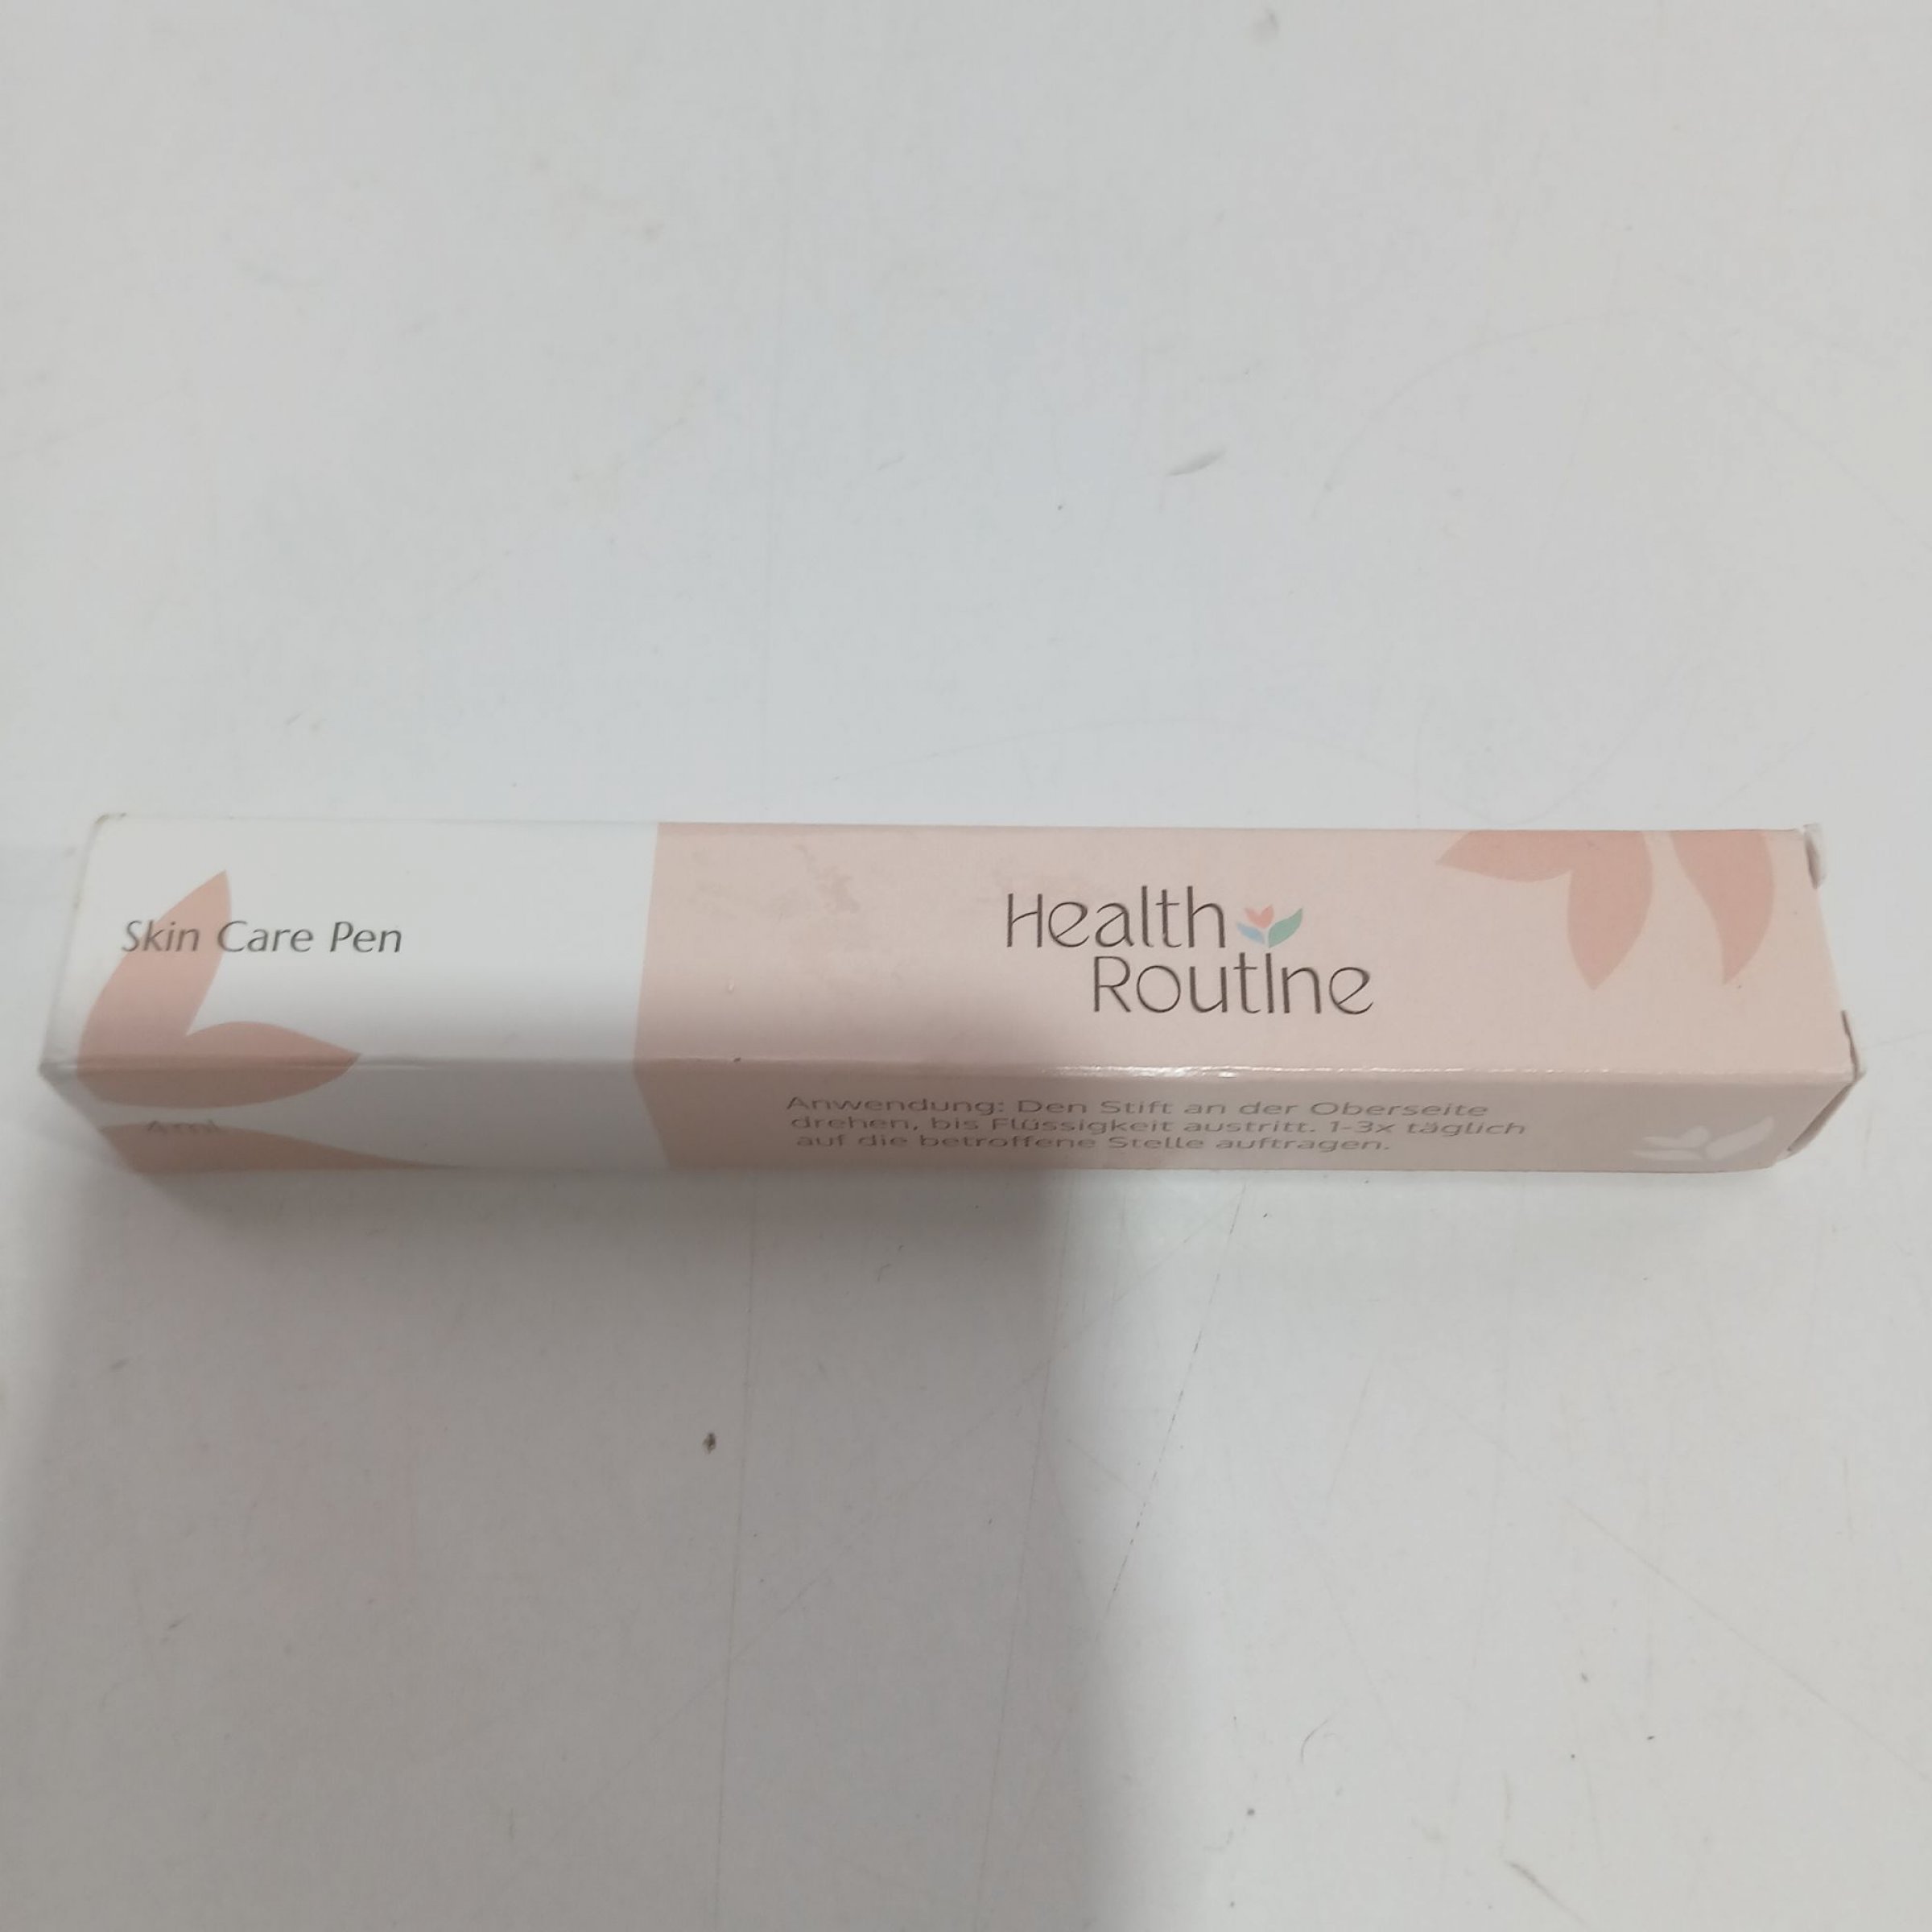 Skin Care Pen
Health
RoutIne
4ml
Anwendung: Den Stift an der Oberseite
drehen, bis Flüssigkeit austritt. 1-3x täglich
auf die betroffene Stelle auftragen.